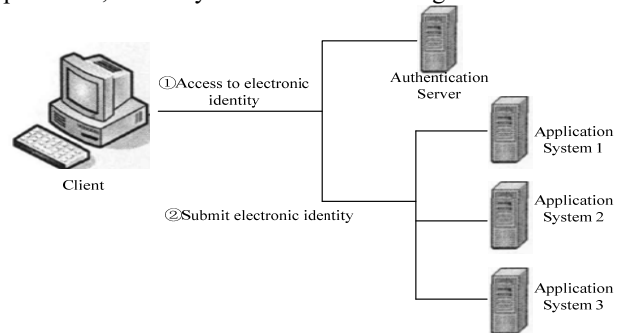 ①Access to electronic
identity
Authentication
Server
Application
System 1
Client
Application
System 2
②Submit electronic identity
Application
System 3